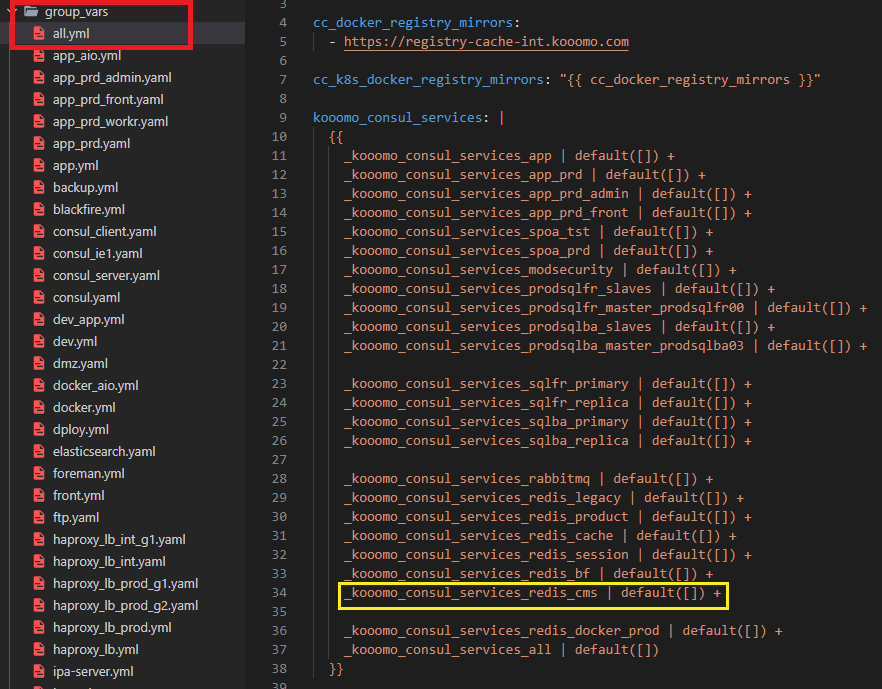 group_vars
all.yml
app_aio.yml
app_prd_admin.yaml
app_prd_front.yaml
app_prd_workr.yaml
app_prd.yaml
app.yml
backup.yml
blackfire.yml
consul_client.yaml
consul_ie1.yaml
consul_server.yaml
consul.yaml
dev_app.yml
dev.yml
dmz.yaml
docker_aio.yml
docker.yml
dploy.yml
elasticsearch.yaml
foreman.yml
front.yml
ftp.yaml
haproxy_lb_int_g1.yaml
haproxy_lb_int.yaml
haproxy_lb_prod_g1.yaml
haproxy_lb_prod_g2.yaml
haproxy_lb_prod.yml
haproxy_lb.yml
ipa-server.yml
3
4 cc_docker_registry_mirrors:
5 - https://registry-cache-int.kooomo.com
6
7 cc_k8s_docker_registry_mirrors: "{{ cc_docker_registry_mirrors }}"
8
9 kooomo_consul_services: |
10 {{
11 _kooomo_consul_services_app | default([]) +
12 _kooomo_consul_services_app_prd | default([]) +
13 _kooomo_consul_services_app_prd_admin | default([]) +
14 _kooomo_consul_services_app_prd_front | default([]) +
15 _kooomo_consul_services_spoa_tst | default([]) +
16 _kooomo_consul_services_spoa_prd | default([]) +
17 _kooomo_consul_services_modsecurity | default([]) +
18 _kooomo_consul_services_prodsqlfr_slaves | default([]) +
19 _kooomo_consul_services_prodsqlfr_master_prodsqlfr00 | default([]) +
20 _kooomo_consul_services_prodsqlba_slaves | default([]) +
21 _kooomo_consul_services_prodsqlba_master_prodsqlba03 | default([]) +
22
23 _kooomo_consul_services_sqlfr_primary | default([]) +
24 _kooomo_consul_services_sqlfr_replica | default([]) +
25 _kooomo_consul_services_sqlba_primary | default([]) +
26 _kooomo_consul_services_sqlba_replica | default([]) +
27
28 _kooomo_consul_services_rabbitmq | default([]) +
29 _kooomo_consul_services_redis_legacy | default([]) +
30 _kooomo_consul_services_redis_product | default([]) +
31 _kooomo_consul_services_redis_cache | default([]) +
32 _kooomo_consul_services_redis_session | default([]) +
33 _kooomo_consul_services_redis_bf | default([]) +
34 _kooomo_consul_services_redis_cms | default([]) +
35
36 _kooomo_consul_services_redis_docker_prod | default([]) +
37 _kooomo_consul_services_all | default([])
38 }}
39